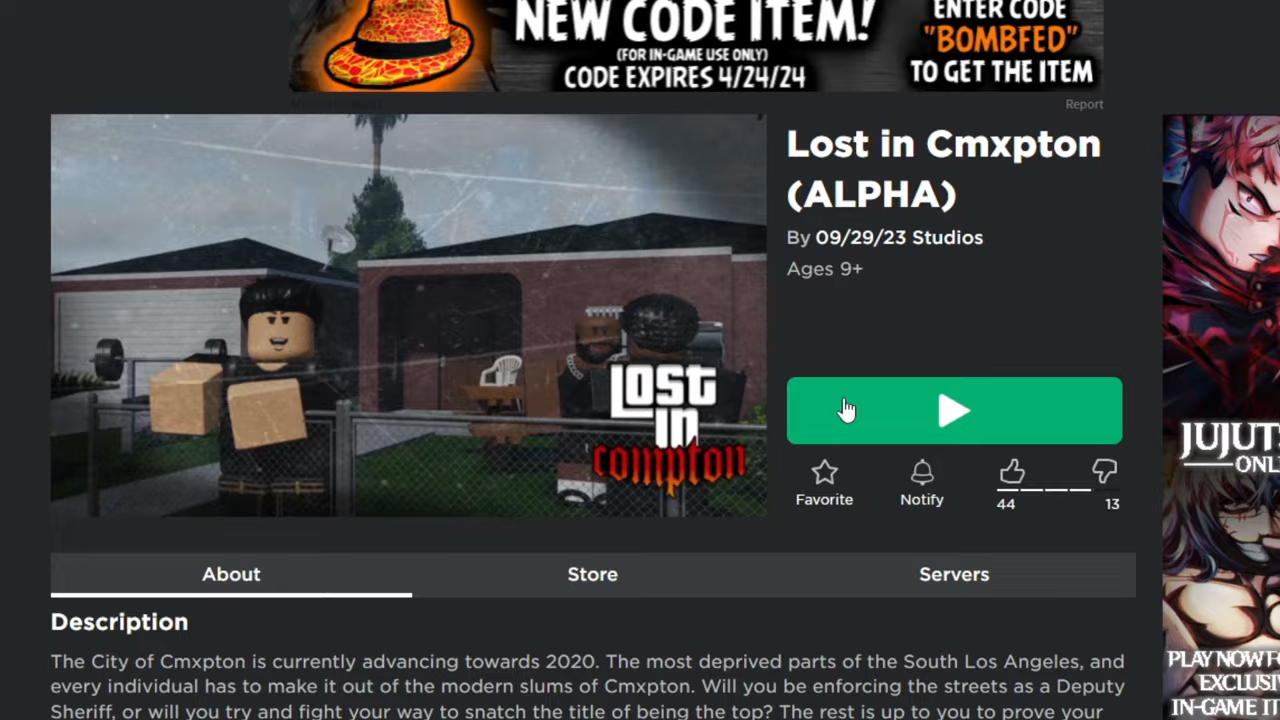 NEW CODE ITEM!
(FOR IN-GAME USE ONLY)
CODE EXPIRES 4/24/24
ENTER CODE
"BOMBFED"
TO GET THE ITEM
Report
Lost in Cmxpton
(ALPHA)
By 09/29/23 Studios
Ages 9+
LOST
IN
compton
Favorite
Notify
44
13
About
Store
Servers
Description
The City of Cmxpton is currently advancing towards 2020. The most deprived parts of the South Los Angeles, and
every individual has to make it out of the modern slums of Cmxpton. Will you be enforcing the streets as a Deputy
Sheriff, or will you try and fight your way to snatch the title of being the top? The rest is up to you to prove your
PLAY NOW
IN-GAME